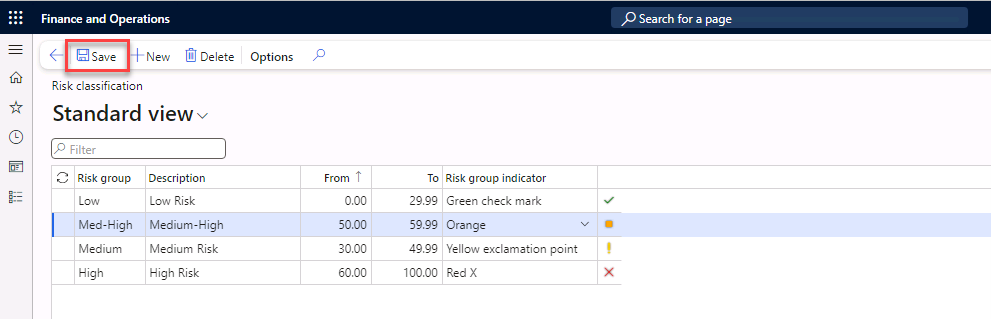 Finance and Operations Search for a page
Save New Delete Options
Risk classification
Standard view
Filter
Risk group Description From To Risk group indicator
Low Low Risk 0.00 29.99 Green check mark
Med-High Medium-High 50.00 59.99 Orange
Medium Medium Risk 30.00 49.99 Yellow exclamation point
High High Risk 60.00 100.00 Red X